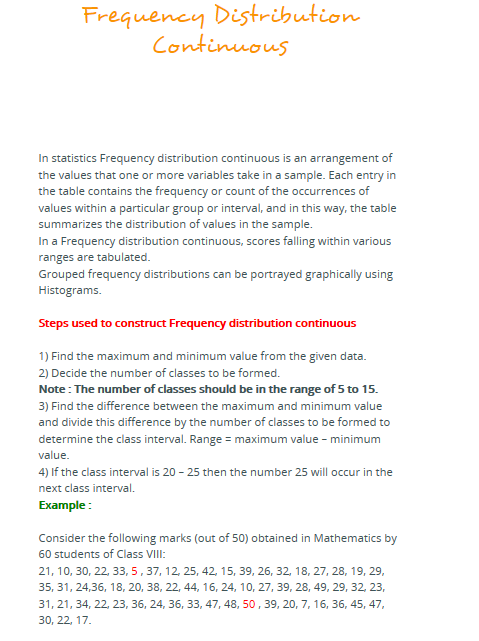 Frequency Distribution
Continuous
In statistics Frequency distribution continuous is an arrangement of
the values that one or more variables take in a sample. Each entry in
the table contains the frequency or count of the occurrences of
values within a particular group or interval, and in this way, the table
summarizes the distribution of values in the sample.
In a Frequency distribution continuous, scores falling within various
ranges are tabulated.
Grouped frequency distributions can be portrayed graphically using
Histograms.
Steps used to construct Frequency distribution continuous
1) Find the maximum and minimum value from the given data.
2) Decide the number of classes to be formed.
Note : The number of classes should be in the range of 5 to 15.
3) Find the difference between the maximum and minimum value
and divide this difference by the number of classes to be formed to
determine the class interval. Range = maximum value – minimum
value.
4) If the class interval is 20 – 25 then the number 25 will occur in the
next class interval.
Example :
Consider the following marks (out of 50) obtained in Mathematics by
60 students of Class VIII:
21, 10, 30, 22, 33, 5 , 37, 12, 25, 42, 15, 39, 26, 32, 18, 27, 28, 19, 29,
35, 31, 24,36, 18, 20, 38, 22, 44, 16, 24, 10, 27, 39, 28, 49, 29, 32, 23,
31, 21, 34, 22, 23, 36, 24, 36, 33, 47, 48, 50 , 39, 20, 7, 16, 36, 45, 47,
30, 22, 17.